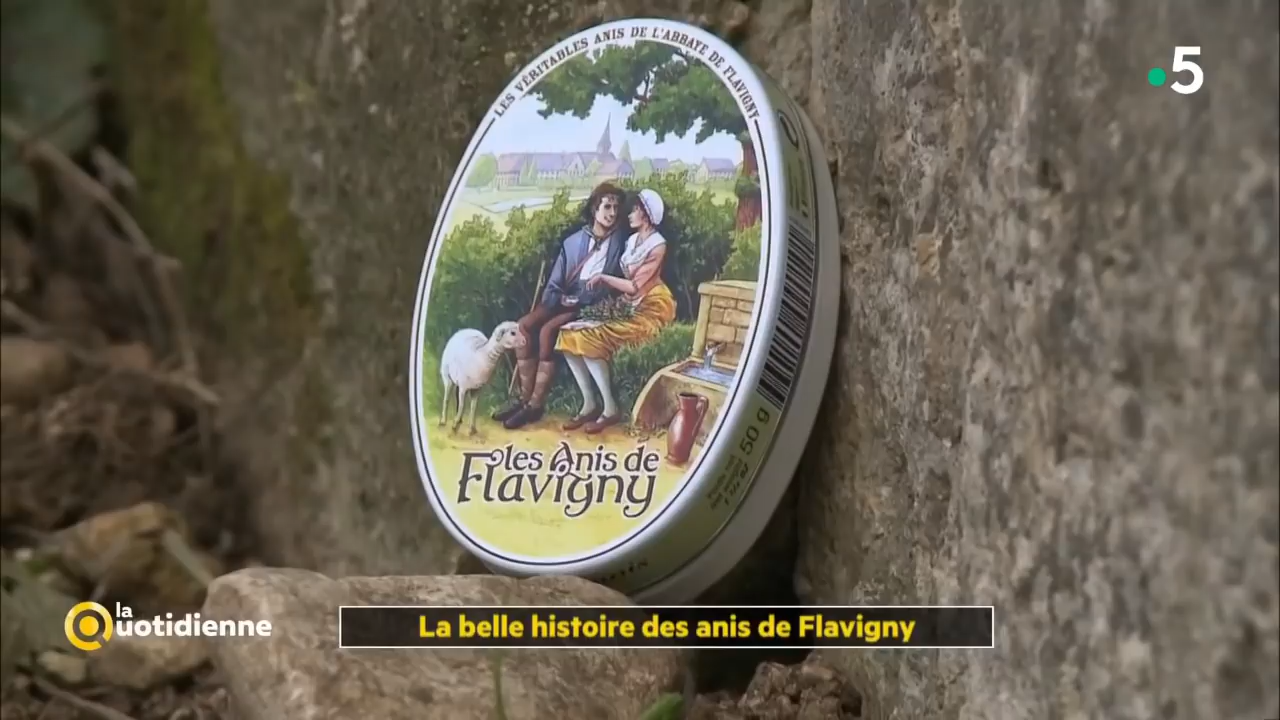 LES VÉRITABLES ANIS DE L'ABBAYE DE FLAVIGNY
5
les Anis de
Flavigny
50 g
la
Quotidienne
La belle histoire des anis de Flavigny